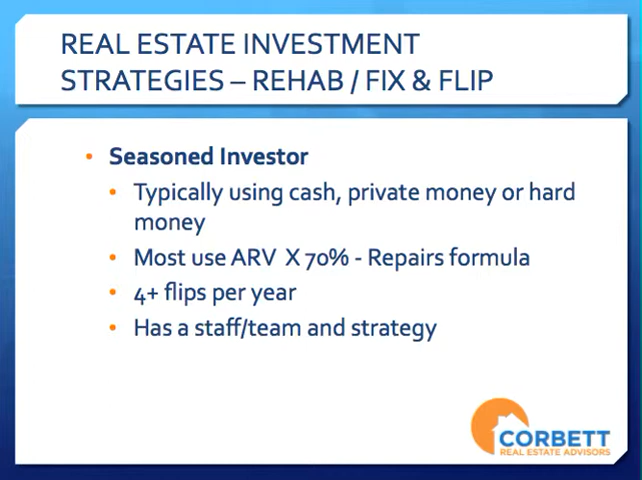 REAL ESTATE INVESTMENT
STRATEGIES – REHAB / FIX & FLIP
• Seasoned Investor
• Typically using cash, private money or hard
money
• Most use ARV X 70% - Repairs formula
• 4+ flips per year
• Has a staff/team and strategy
CORBETT
REAL ESTATE ADVISORS